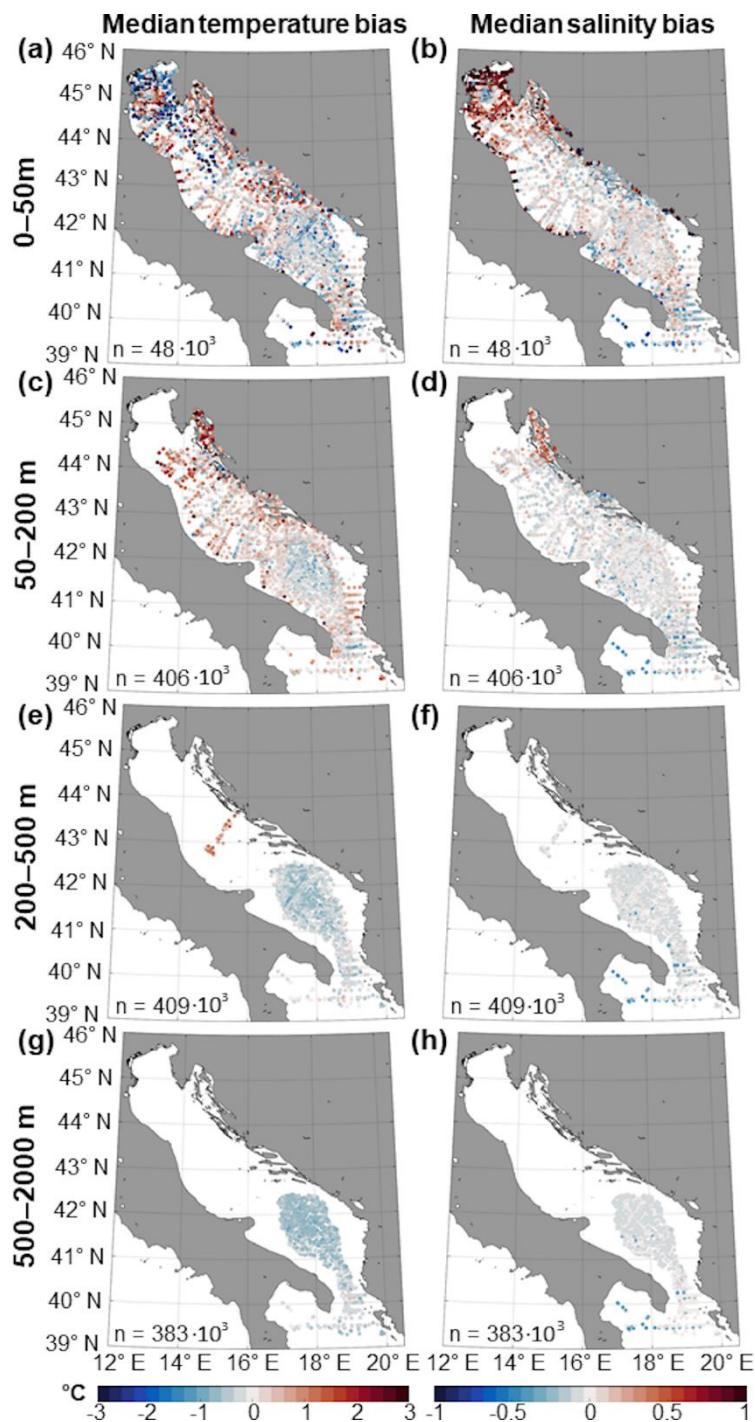 Median temperature bias Median salinity bias
(a) (b)
0–50m
46° N
45° N
44° N
43° N
42° N
41° N
40° N
39° N
n = 48 ·10³ n = 48 ·10³
(c) (d)
50–200 m
46° N
45° N
44° N
43° N
42° N
41° N
40° N
39° N
n = 406 ·10³ n = 406 ·10³
(e) (f)
200–500 m
46° N
45° N
44° N
43° N
42° N
41° N
40° N
39° N
n = 409 ·10³ n = 409 ·10³
(g) (h)
500–2000 m
46° N
45° N
44° N
43° N
42° N
41° N
40° N
39° N
n = 383 ·10³ n = 383 ·10³
12° E 14° E 16° E 18° E 20° E 12° E 14° E 16° E 18° E 20° E
°C
-3 -2 -1 0 1 2 3 -1 -0.5 0 0.5 1